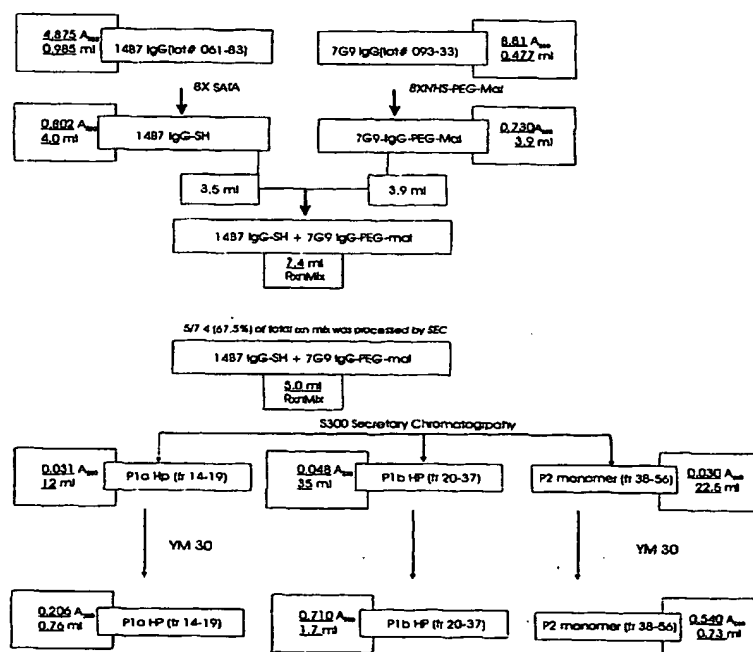 4.875 A₂₈₀
0.985 ml
14B7 IgG(lot# 061-83)
7G9 IgG(lot# 093-33)
8.81 A₂₈₀
0.477 ml
8X SATA
8XNHS-PEG-Mal
0.802 A₂₈₀
4.0 ml
14B7 IgG-SH
7G9-IgG-PEG-Mal
0.730A₂₈₀
3.9 ml
3.5 ml
3.9 ml
14B7 IgG-SH + 7G9 IgG-PEG-mal
7.4 ml
RxnMix
5/7.4 (67.5%) of total rxn mix was processed by SEC
14B7 IgG-SH + 7G9 IgG-PEG-mal
5.0 ml
RxnMix
S300 Secretary Chromatogrpathy
0.031 A₂₈₀
12 ml
P1a Hp (fr 14-19)
0.048 A₂₈₀
35 ml
P1b HP (fr 20-37)
P2 monomer (fr 38-56)
0.030 A₂₈₀
22.5 ml
YM 30
YM 30
0.206 A₂₈₀
0.76 ml
P1a HP (fr 14-19)
0.710 A₂₈₀
1.7 ml
P1b HP (fr 20-37)
P2 monomer (fr 38-56)
0.540 A₂₈₀
0.73 ml